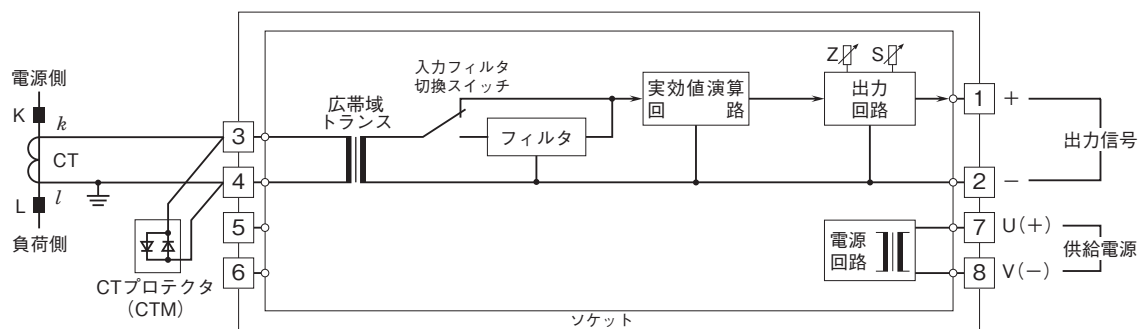 電源側
K
k
CT
L
l
負荷側
CTプロテクタ
(CTM)
3
4
5
6
広帯域
トランス
入力フィルタ
切換スイッチ
フィルタ
実効値演算
回 路
Z
S
出力
回路
電源
回路
1
+
2
−
出力信号
7
U(+)
8
V(−)
供給電源
ソケット